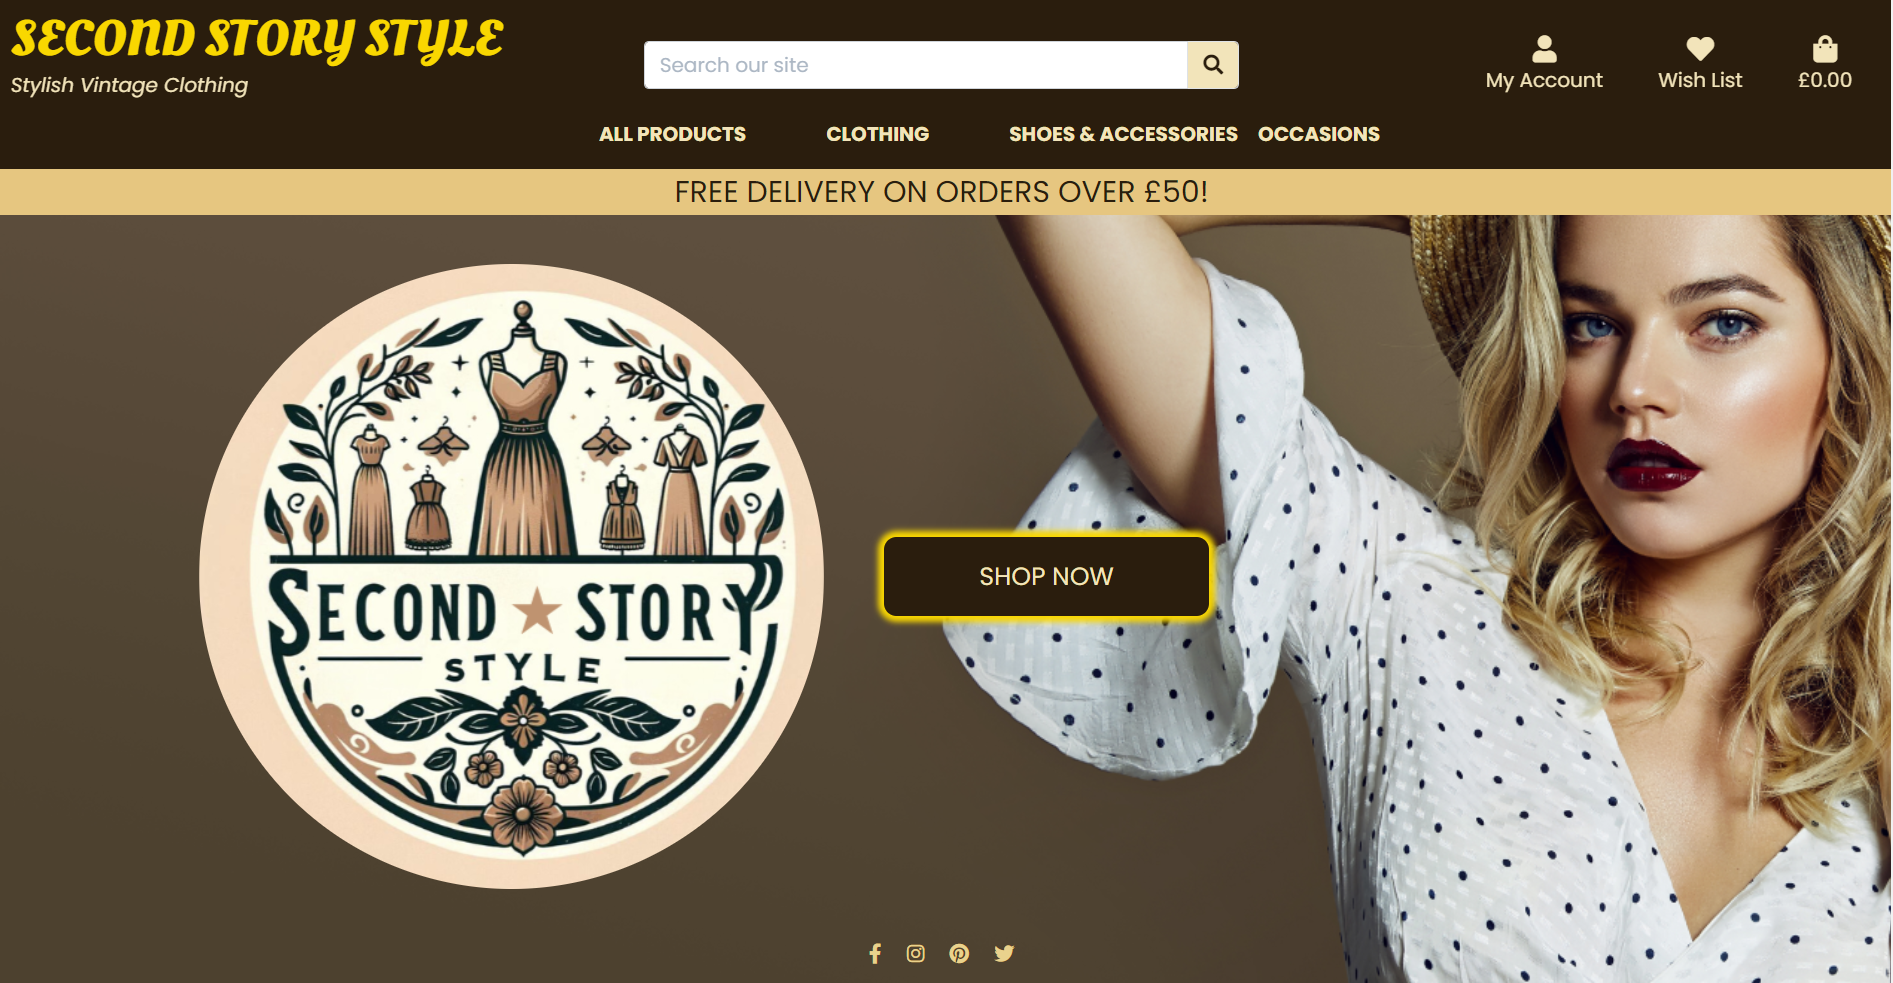 SECOND STORY STYLE
Stylish Vintage Clothing
Search our site
My Account
Wish List
£0.00
ALL PRODUCTS
CLOTHING
SHOES & ACCESSORIES
OCCASIONS
FREE DELIVERY ON ORDERS OVER £50!
SECOND STORY
STYLE
SHOP NOW